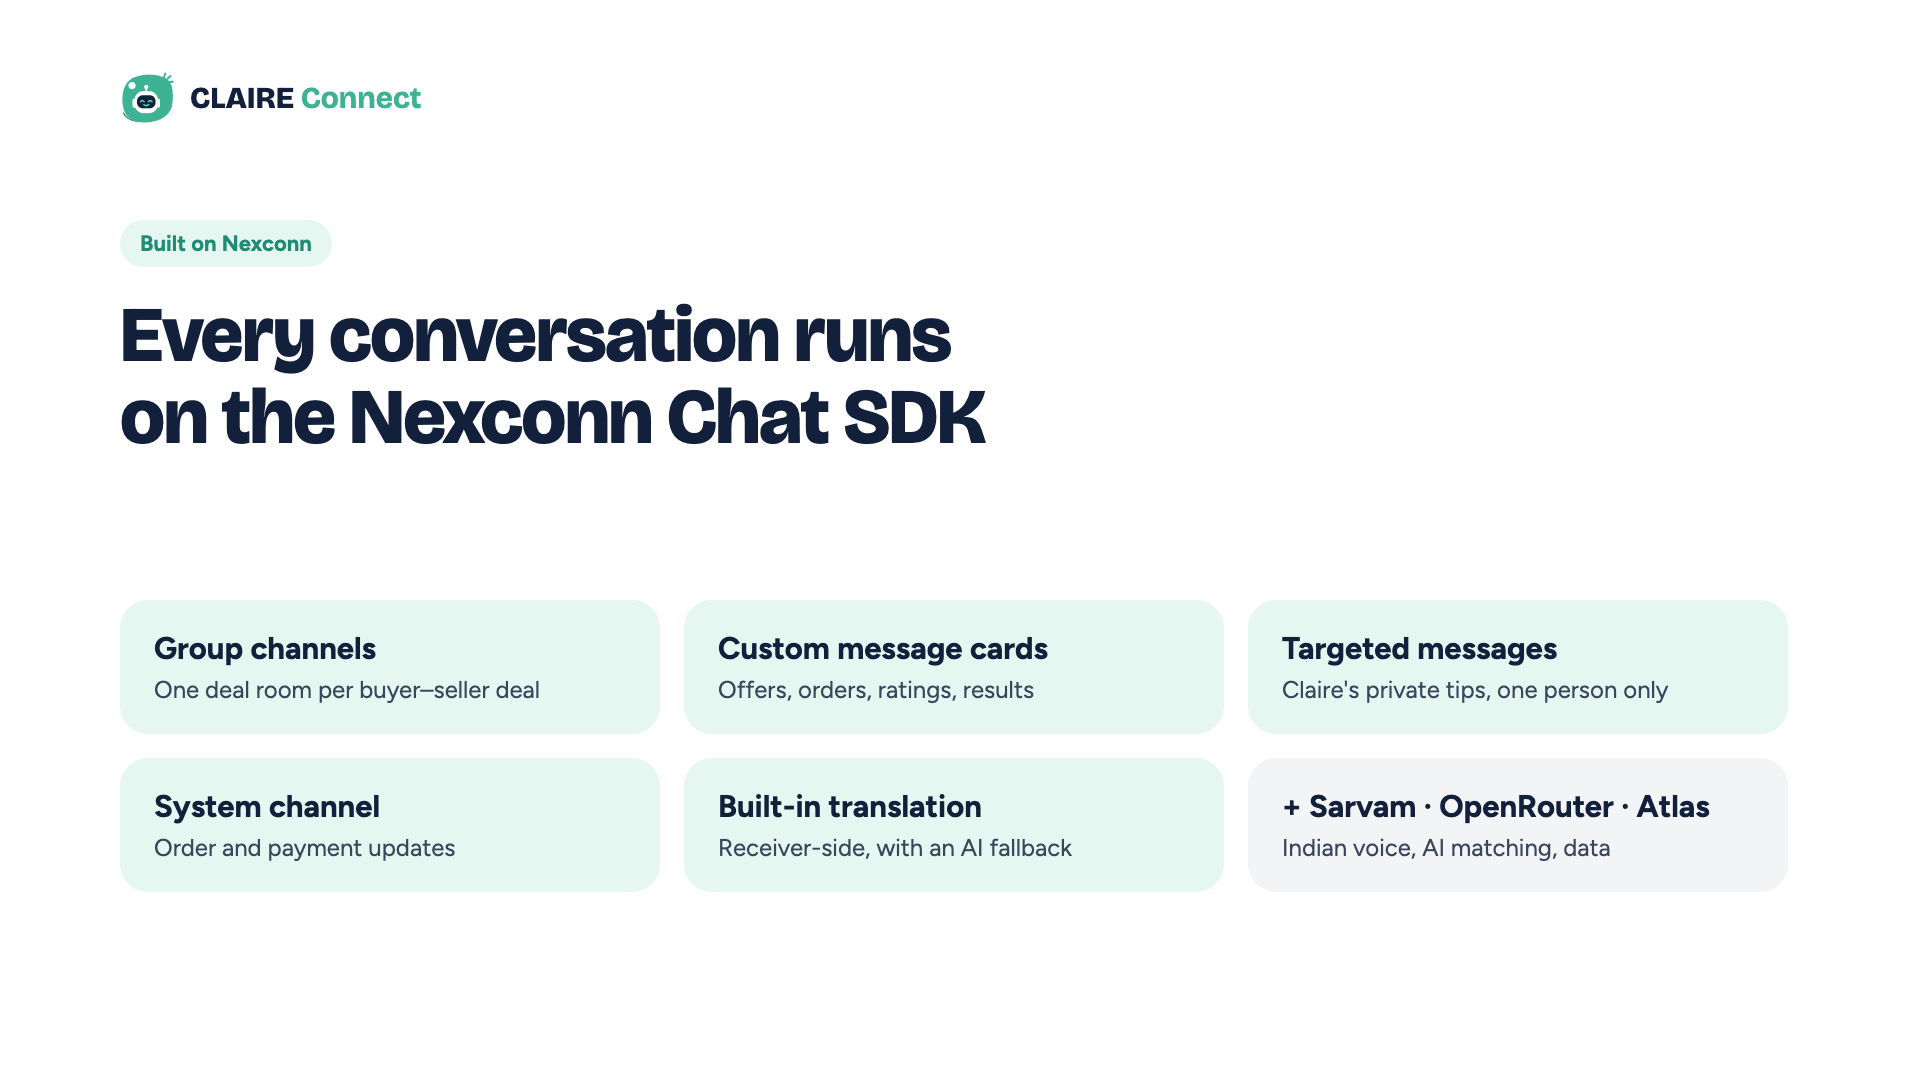 CLAIRE Connect
Built on Nexconn
Every conversation runs
on the Nexconn Chat SDK
Group channels
One deal room per buyer–seller deal
Custom message cards
Offers, orders, ratings, results
Targeted messages
Claire's private tips, one person only
System channel
Order and payment updates
Built-in translation
Receiver-side, with an AI fallback
+ Sarvam · OpenRouter · Atlas
Indian voice, AI matching, data